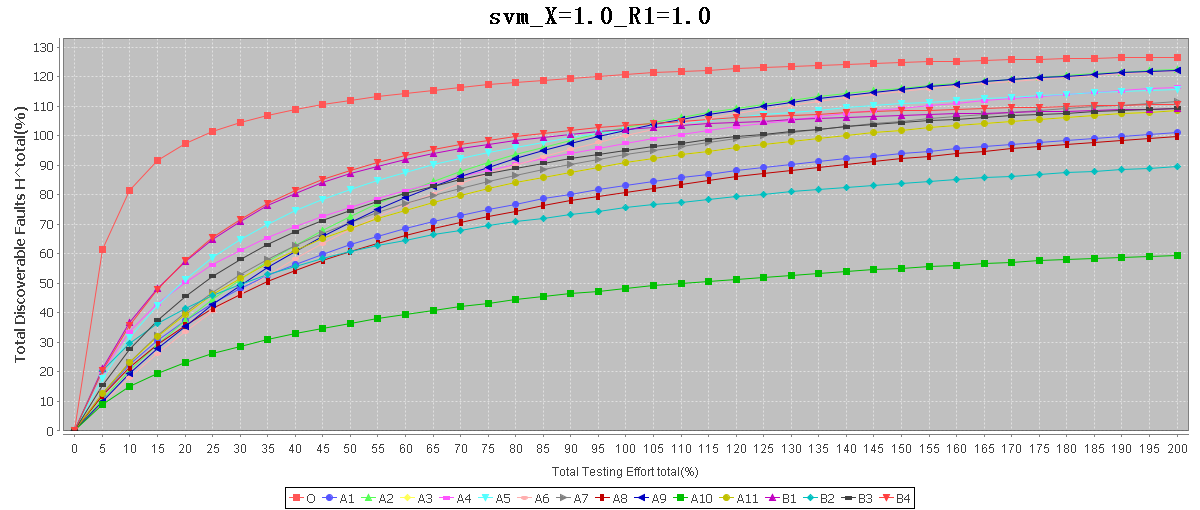 svm_X=1.0_R1=1.0
Total Discoverable Faults H^total(%)
130
120
110
100
90
80
70
60
50
40
30
20
10
0
0 5 10 15 20 25 30 35 40 45 50 55 60 65 70 75 80 85 90 95 100 105 110 115 120 125 130 135 140 145 150 155 160 165 170 175 180 185 190 195 200
Total Testing Effort total(%)
O A1 A2 A3 A4 A5 A6 A7 A8 A9 A10 A11 B1 B2 B3 B4